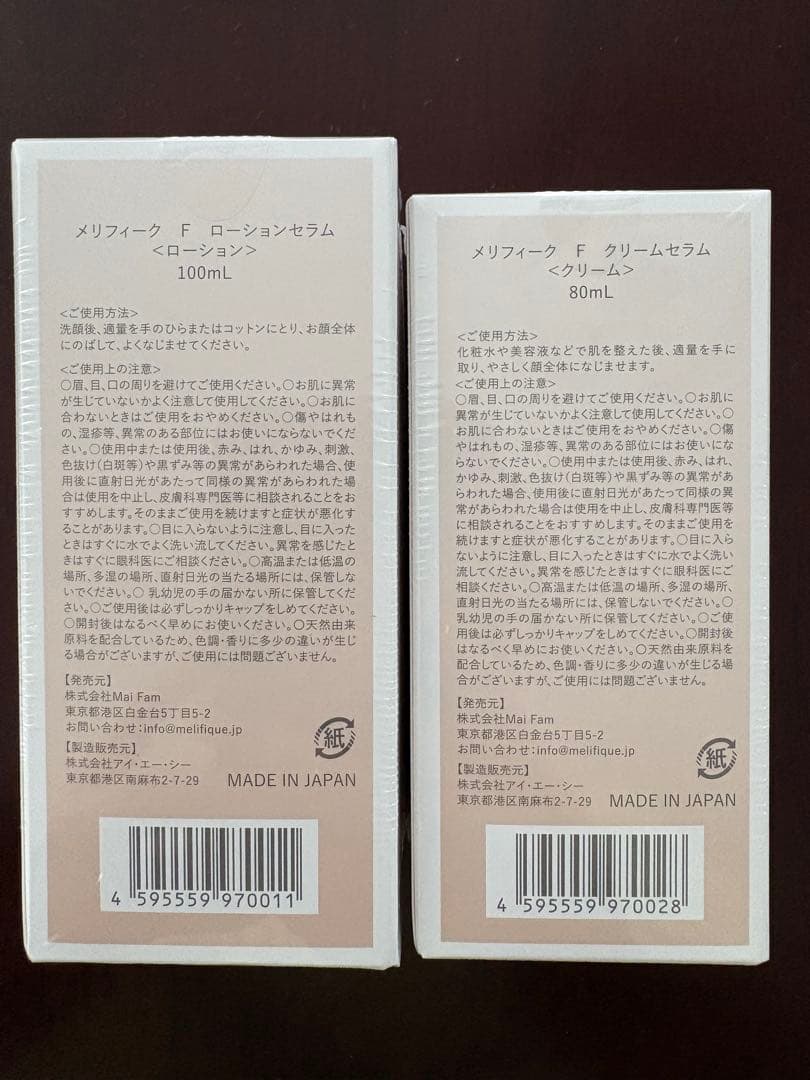 メリフィーク　F　ローションセラム
＜ローション＞
100mL
＜ご使用方法＞
洗顔後、適量を手のひらまたはコットンにとり、お顔全体
にのばして、よくなじませてください。
＜ご使用上の注意＞
○眉、目、口の周りを避けてご使用ください。○お肌に異常
が生じていないかよく注意して使用してください。○お肌
に合わないときはご使用をおやめください。○傷やはれも
の、湿疹等、異常のある部位にはお使いにならないでくだ
さい。○使用中または使用後、赤み、はれ、かゆみ、刺激、
色抜け(白斑等)や黒ずみ等の異常があらわれた場合、使
用後に直射日光があたって同様の異常があらわれた場
合は使用を中止し、皮膚科専門医等に相談されることをお
すすめします。そのままご使用を続けますと症状が悪化す
ることがあります。○目に入らないように注意し、目に入った
ときはすぐに水でよく洗い流してください。異常を感じたと
きはすぐに眼科医にご相談ください。○高温または低温の
場所、多湿の場所、直射日光の当たる場所には、保管しな
いでください。○ 乳幼児の手の届かない所に保管してくだ
さい。○ご使用後は必ずしっかりキャップをしめてください。
○開封後はなるべく早めにお使いください。○天然由来
原料を配合しているため、色調・香りに多少の違いが生じ
る場合がございますが、ご使用には問題ございません。
【発売元】
株式会社Mai Fam
東京都港区白金台5丁目5-2
お問い合わせ：info@melifique.jp
【製造販売元】
株式会社アイ・エー・シー
東京都港区南麻布2-7-29
紙
MADE IN JAPAN
4 595559 970011
メリフィーク　F　クリームセラム
＜クリーム＞
80mL
＜ご使用方法＞
化粧水や美容液などで肌を整えた後、適量を手に
取り、やさしく顔全体になじませます。
＜ご使用上の注意＞
○眉、目、口の周りを避けてご使用ください。○お肌
に異常が生じていないかよく注意して使用してください。○
お肌に合わないときはご使用をおやめください。○傷
やはれもの、湿疹等、異常のある部位にはお使いにな
らないでください。○使用中または使用後、赤み、はれ、
かゆみ、刺激、色抜け(白斑等)や黒ずみ等の異常があ
らわれた場合、使用後に直射日光があたって同様の異
常があらわれた場合は使用を中止し、皮膚科専門医等
に相談されることをおすすめします。そのままご使用を
続けますと症状が悪化することがあります。○目に入ら
ないように注意し、目に入ったときはすぐに水でよく洗い
流してください。異常を感じたときはすぐに眼科医にご相
談ください。○高温または低温の場所、多湿の場所、
直射日光の当たる場所には、保管しないでください。○
乳幼児の手の届かない所に保管してください。○ご使
用後は必ずしっかりキャップをしめてください。○開封後
はなるべく早めにお使いください。○天然由来原料を
配合しているため、色調・香りに多少の違いが生じる場
合がございますが、ご使用には問題ございません。
【発売元】
株式会社Mai Fam
東京都港区白金台5丁目5-2
お問い合わせ：info@melifique.jp
【製造販売元】
株式会社アイ・エー・シー
東京都港区南麻布2-7-29
紙
MADE IN JAPAN
4 595559 970028